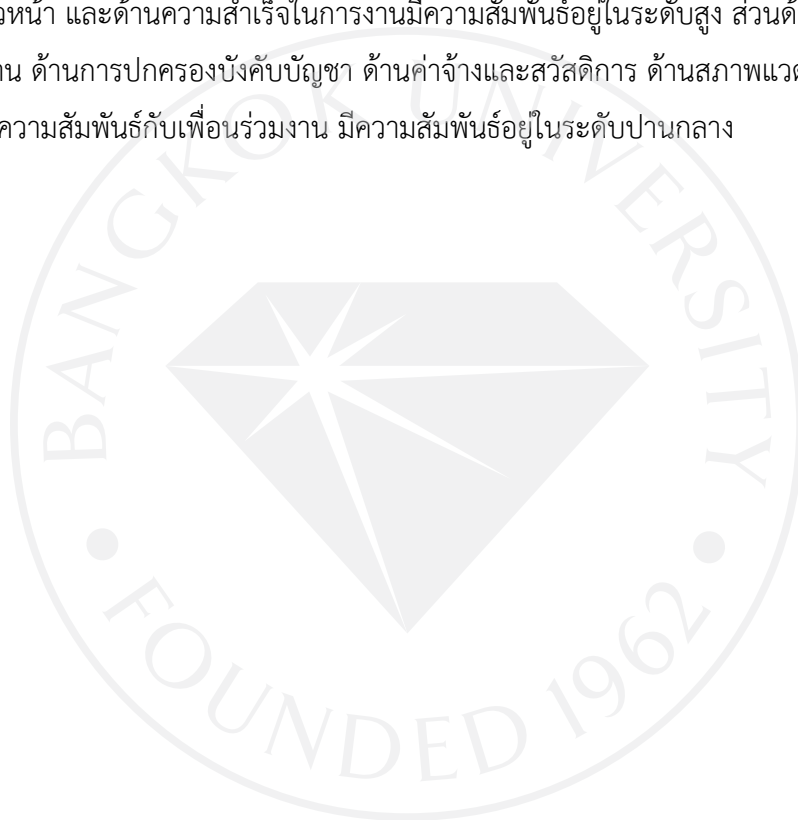 วหน้า และด้านความสำเร็จในการงานมีความสัมพันธ์อยู่ในระดับสูง ส่วนด้
าน ด้านการปกครองบังคับบัญชา ด้านค่าจ้างและสวัสดิการ ด้านสภาพแวด
ความสัมพันธ์กับเพื่อนร่วมงาน มีความสัมพันธ์อยู่ในระดับปานกลาง
BANGKOK UNIVERSITY
FOUNDED 1962